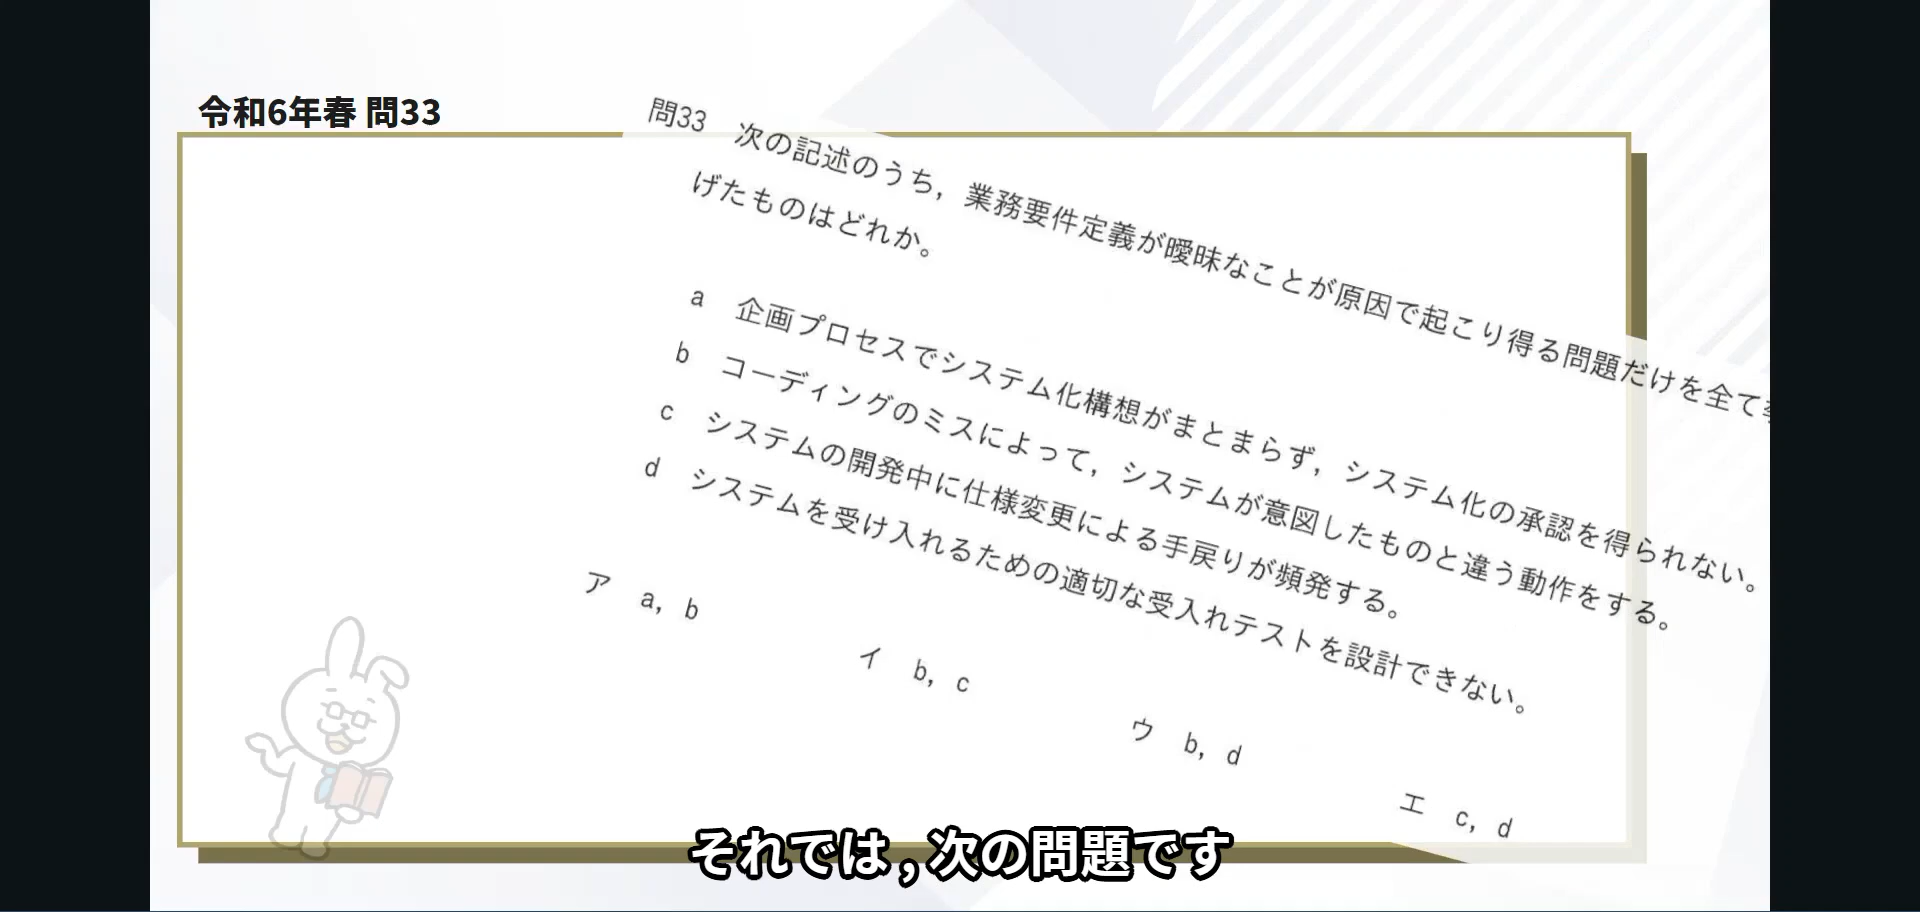 令和6年春 問33
問33 次の記述のうち，業務要件定義が曖昧なことが原因で起こり得る問題だけを全て
げたものはどれか。
a 企画プロセスでシステム化構想がまとまらず，システム化の承認を得られない。
b コーディングのミスによって，システムが意図したものと違う動作をする。
c システムの開発中に仕様変更による手戻りが頻発する。
d システムを受け入れるための適切な受入れテストを設計できない。
ア a，b
イ b，c
ウ b，d
エ c，d
それでは，次の問題です